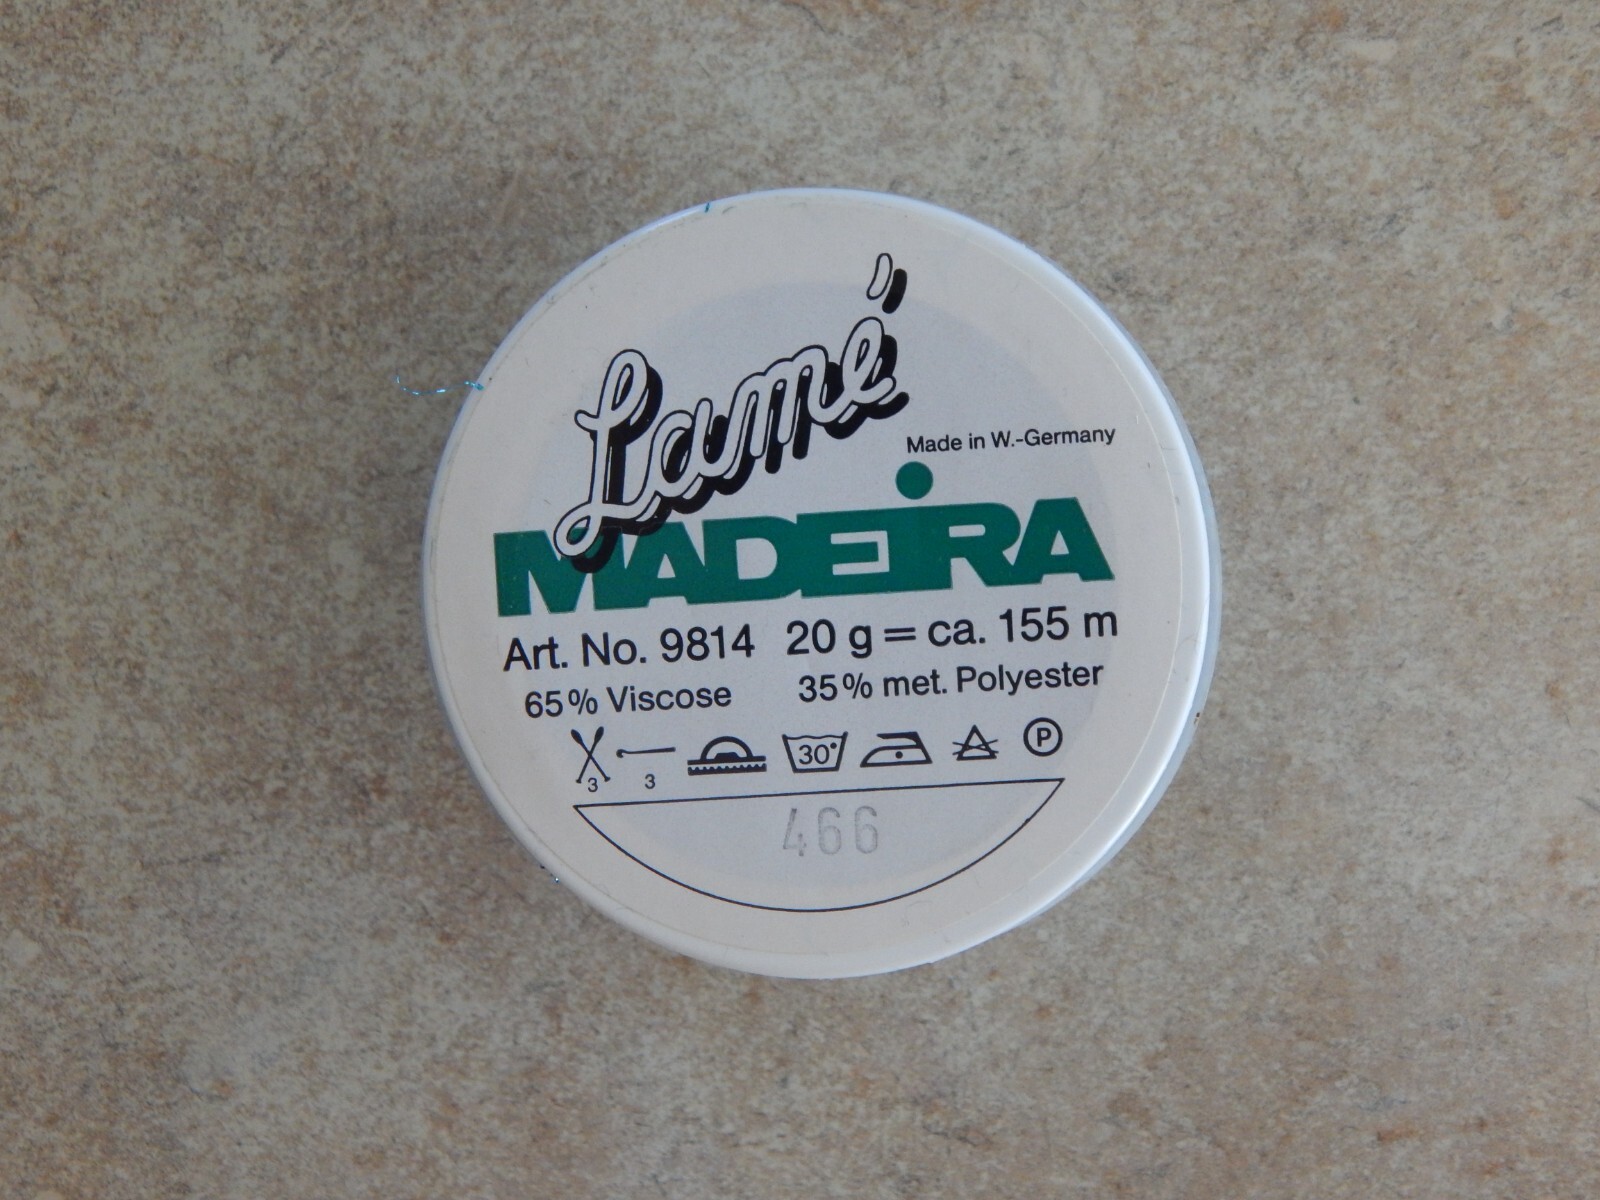 Lamé
Made in W.-Germany
MADEIRA
Art. No. 9814 20 g = ca. 155 m
65% Viscose 35% met. Polyester
3 3 30° P
466